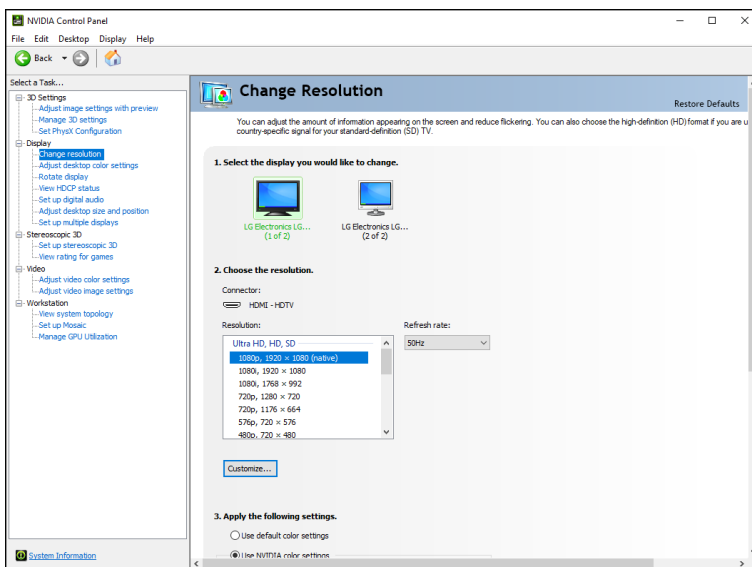 NVIDIA Control Panel
File Edit Desktop Display Help
Back
Select a Task...
3D Settings
Adjust image settings with preview
Manage 3D settings
Set PhysX Configuration
Display
Change resolution
Adjust desktop color settings
Rotate display
View HDCP status
Set up digital audio
Adjust desktop size and position
Set up multiple displays
Stereoscopic 3D
Set up stereoscopic 3D
View rating for games
Video
Adjust video color settings
Adjust video image settings
Workstation
View system topology
Set up Mosaic
Manage GPU Utilization
System Information
Change Resolution
Restore Defaults
You can adjust the amount of information appearing on the screen and reduce flickering. You can also choose the high-definition (HD) format if you are u
country-specific signal for your standard-definition (SD) TV.
1. Select the display you would like to change.
LG Electronics LG... LG Electronics LG...
(1 of 2) (2 of 2)
2. Choose the resolution.
Connector:
HDMI - HDTV
Resolution: Refresh rate:
Ultra HD, HD, SD 50Hz
1080p, 1920 × 1080 (native)
1080i, 1920 × 1080
1080i, 1768 × 992
720p, 1280 × 720
720p, 1176 × 664
576p, 720 × 576
480p, 720 × 480
Customize...
3. Apply the following settings.
Use default color settings
Use NVIDIA color settings